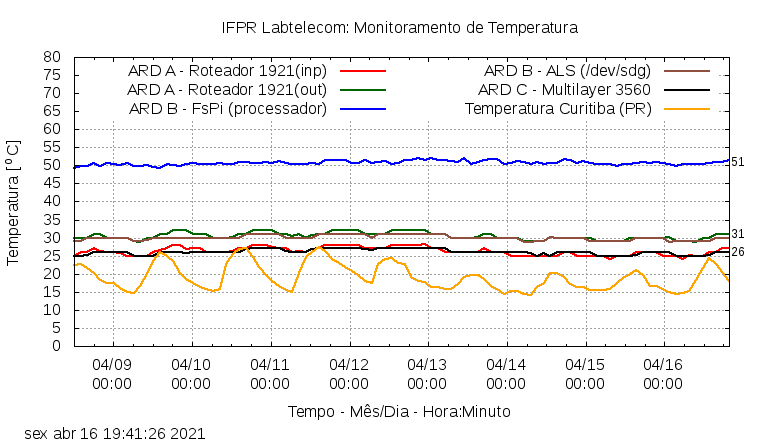 IFPR Labtelecom: Monitoramento de Temperatura
ARD A - Roteador 1921(inp)
ARD A - Roteador 1921(out)
ARD B - FsPi (processador)
ARD B - ALS (/dev/sdg)
ARD C - Multilayer 3560
Temperatura Curitiba (PR)
Temperatura [ ºC]
80
75
70
65
60
55
50
45
40
35
30
25
20
15
10
5
0
51
31
26
04/09 04/10 04/11 04/12 04/13 04/14 04/15 04/16
00:00 00:00 00:00 00:00 00:00 00:00 00:00 00:00
Tempo - Mês/Dia - Hora:Minuto
sex abr 16 19:41:26 2021